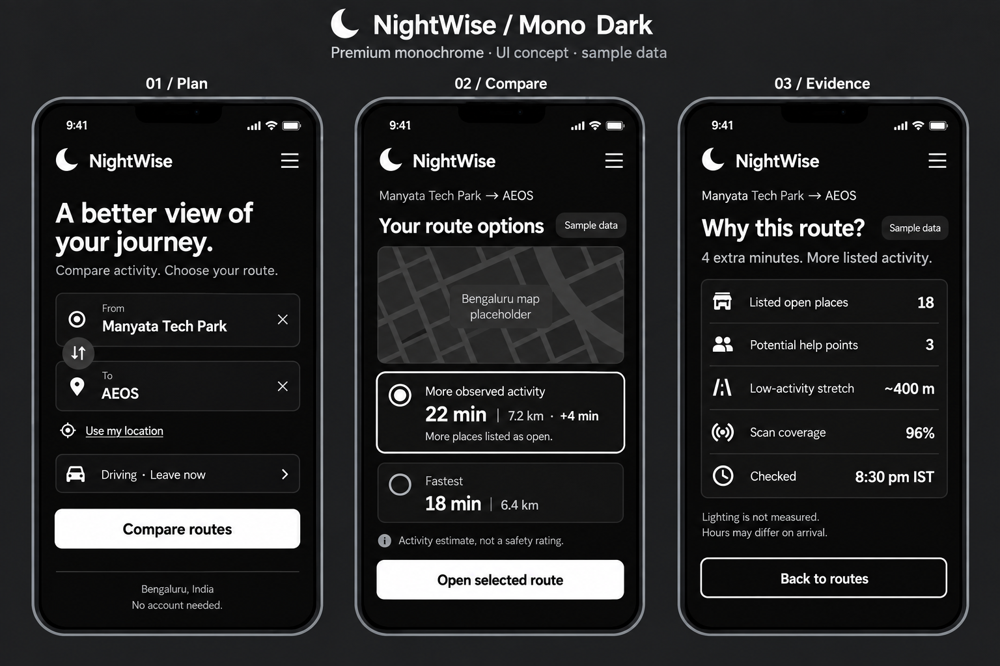 NightWise / Mono Dark
Premium monochrome · UI concept · sample data
01 / Plan
9:41
NightWise
A better view of
your journey.
Compare activity. Choose your route.
From
Manyata Tech Park
To
AEOS
Use my location
Driving · Leave now
Compare routes
Bengaluru, India
No account needed.
02 / Compare
9:41
NightWise
Manyata Tech Park → AEOS
Your route options
Sample data
Bengaluru map
placeholder
More observed activity
22 min | 7.2 km · +4 min
More places listed as open.
Fastest
18 min | 6.4 km
Activity estimate, not a safety rating.
Open selected route
03 / Evidence
9:41
NightWise
Manyata Tech Park → AEOS
Why this route?
Sample data
4 extra minutes. More listed activity.
Listed open places 18
Potential help points 3
Low-activity stretch ~400 m
Scan coverage 96%
Checked 8:30 pm IST
Lighting is not measured.
Hours may differ on arrival.
Back to routes